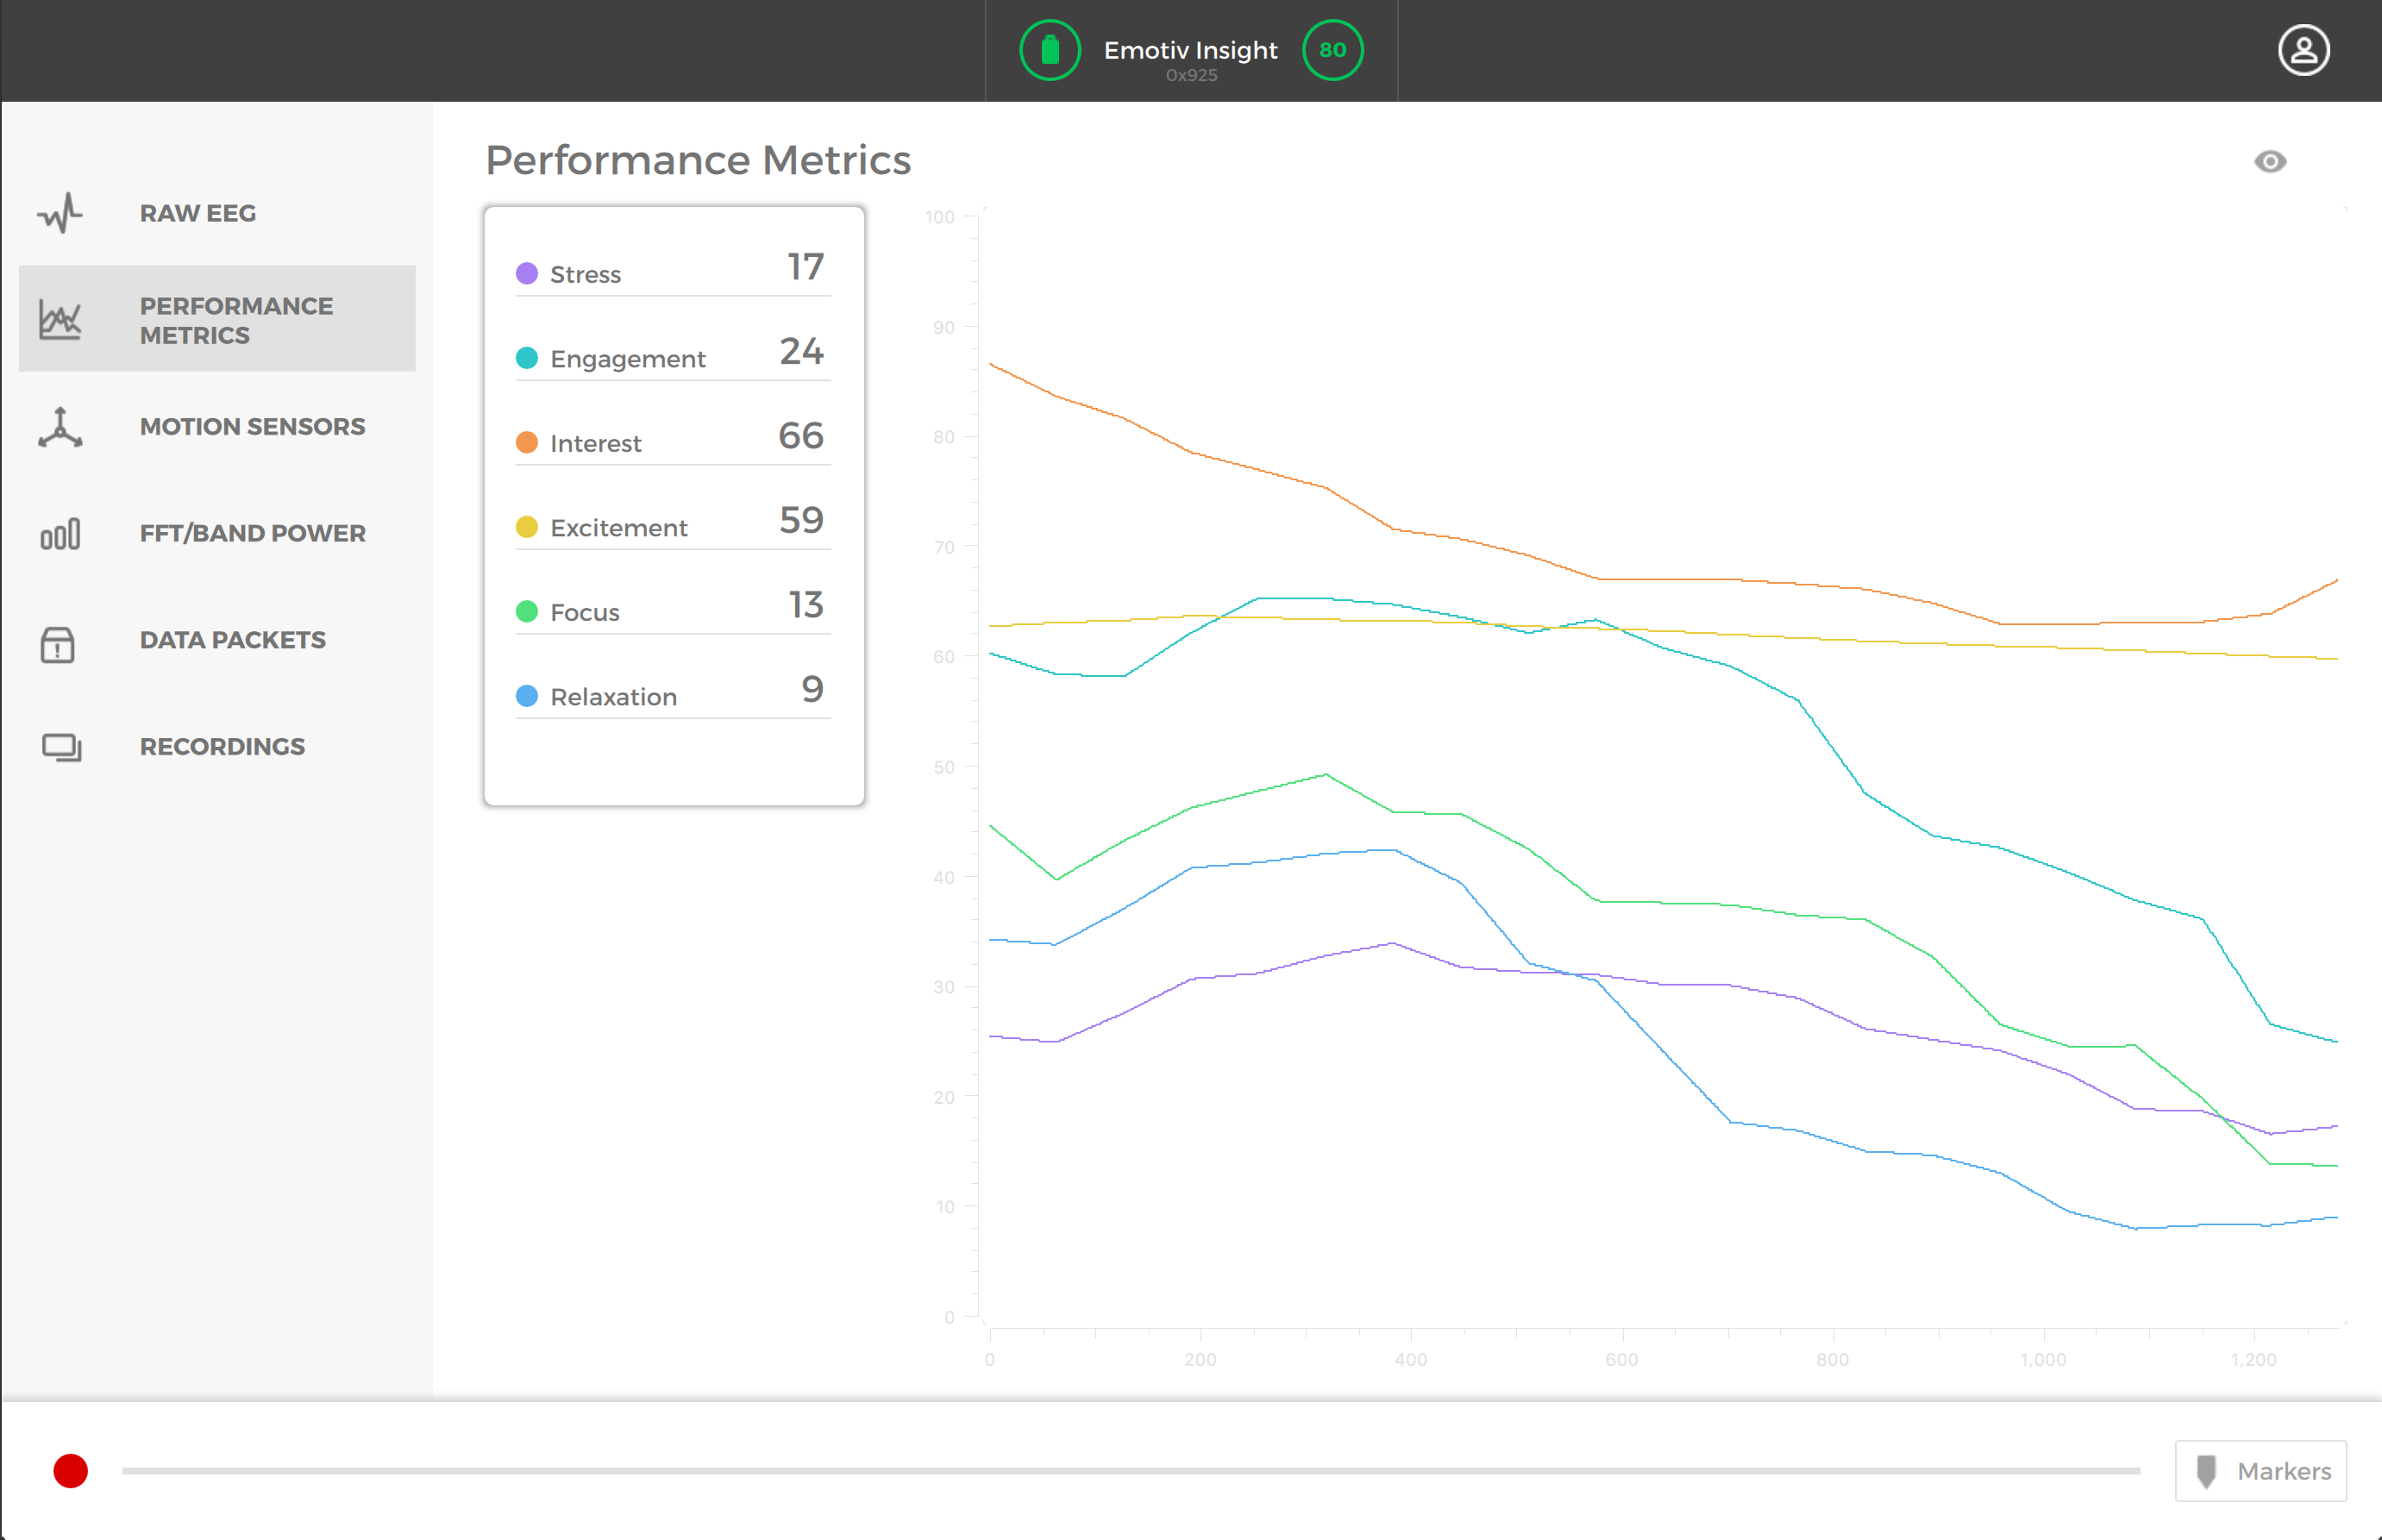 Emotiv Insight
0x925
80
RAW EEG
PERFORMANCE
METRICS
MOTION SENSORS
FFT/BAND POWER
DATA PACKETS
RECORDINGS
Performance Metrics
Stress 17
Engagement 24
Interest 66
Excitement 59
Focus 13
Relaxation 9
100
90
80
70
60
50
40
30
20
10
0
0 200 400 600 800 1,000 1,200
Markers